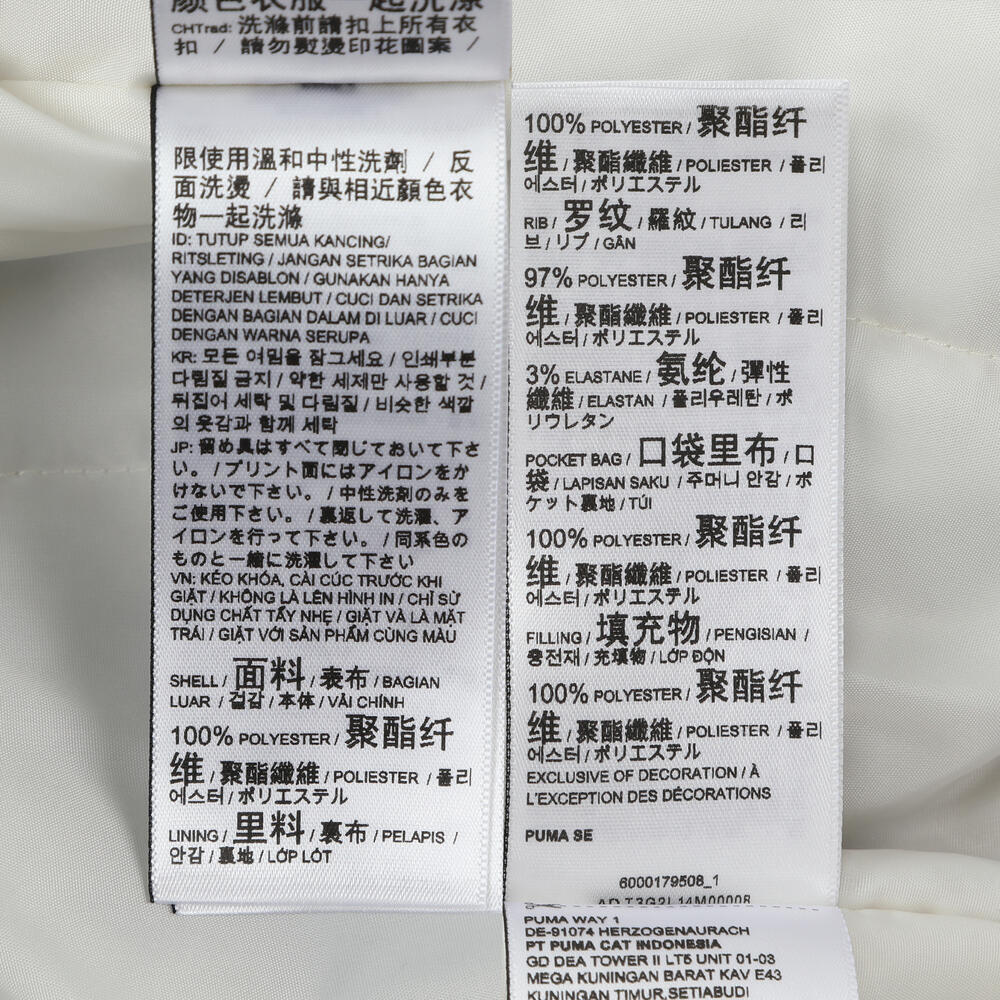 颜色衣服一起洗滌
CHTrad: 洗滌前請扣上所有衣
扣 / 請勿熨燙印花圖案 /
限使用溫和中性洗劑 / 反
面洗燙 / 請與相近顏色衣
物一起洗滌
ID: TUTUP SEMUA KANCING/
RITSLETING / JANGAN SETRIKA BAGIAN
YANG DISABLON / GUNAKAN HANYA
DETERJEN LEMBUT / CUCI DAN SETRIKA
DENGAN BAGIAN DALAM DI LUAR / CUCI
DENGAN WARNA SERUPA
KR: 모든 여밈을 잠그세요 / 인쇄부분
다림질 금지 / 약한 세제만 사용할 것 /
뒤집어 세탁 및 다림질 / 비슷한 색깔
의 옷감과 함께 세탁
JP: 留め具はすべて閉じておいて下さ
い。 / プリント面にはアイロンをか
けないで下さい。 / 中性洗剤のみを
ご使用下さい。 / 裏返して洗濯、ア
イロンを行って下さい。 / 同系色の
ものと一緒に洗濯して下さい
VN: KÉO KHÓA, CÀI CÚC TRƯỚC KHI
GIẶT / KHÔNG LÀ LÊN HÌNH IN / CHỈ SỬ
DỤNG CHẤT TẨY NHẸ / GIẶT VÀ LÀ MẶT
TRÁI / GIẶT VỚI SẢN PHẨM CÙNG MÀU
SHELL / 面料 / 表布 / BAGIAN
LUAR / 겉감 / 本体 / VẢI CHÍNH
100% POLYESTER / 聚酯纤
维 / 聚酯纖維 / POLIESTER / 폴리
에스터 / ポリエステル
LINING / 里料 / 裏布 / PELAPIS /
안감 / 裏地 / LỚP LÓT
100% POLYESTER / 聚酯纤
维 / 聚酯纖維 / POLIESTER / 폴리
에스터 / ポリエステル
RIB / 罗纹 / 羅紋 / TULANG / 리
브 / リブ / GÂN
97% POLYESTER / 聚酯纤
维 / 聚酯纖維 / POLIESTER / 폴리
에스터 / ポリエステル
3% ELASTANE / 氨纶 / 彈性
纖維 / ELASTAN / 폴리우레탄 / ポ
リウレタン
POCKET BAG / 口袋里布 / 口
袋 / LAPISAN SAKU / 주머니 안감 / ポ
ケット裏地 / TÚI
100% POLYESTER / 聚酯纤
维 / 聚酯纖維 / POLIESTER / 폴리
에스터 / ポリエステル
FILLING / 填充物 / PENGISIAN /
충전재 / 充填物 / LỚP ĐỘN
100% POLYESTER / 聚酯纤
维 / 聚酯纖維 / POLIESTER / 폴리
에스터 / ポリエステル
EXCLUSIVE OF DECORATION / À
L'EXCEPTION DES DÉCORATIONS
PUMA SE
6000179508_1
AD T3G2L14M00008
PUMA WAY 1
DE-91074 HERZOGENAURACH
PT PUMA CAT INDONESIA
GD DEA TOWER II LT5 UNIT 01-03
MEGA KUNINGAN BARAT KAV E43
KUNINGAN TIMUR, SETIABUDI